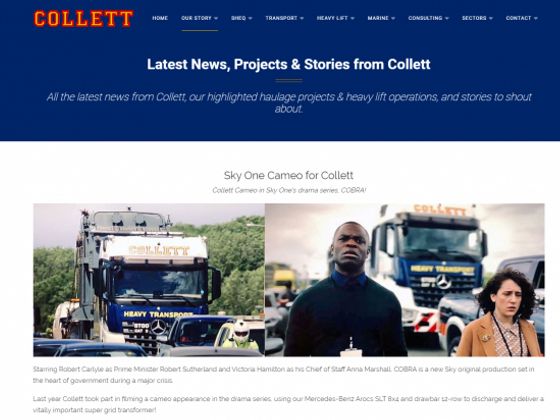 COLLETT
HOME OUR STORY SHEQ TRANSPORT HEAVY LIFT MARINE CONSULTING SECTORS CONTACT
Latest News, Projects & Stories from Collett
All the latest news from Collett, our highlighted haulage projects & heavy lift operations, and stories to shout
about.
Sky One Cameo for Collett
Collett Cameo in Sky One's drama series, COBRA!
COLLETT
HEAVY TRANSPORT
COLLETT
HEAVY TRANSPORT
Starring Robert Carlyle as Prime Minister Robert Sutherland and Victoria Hamilton as his Chief of Staff Anna Marshall, COBRA is a new Sky original production set in
the heart of government during a major crisis.
Last year Collett took part in filming a cameo appearance in the drama series, using our Mercedes-Benz Arocs SLT 8x4 and drawbar 12-row to discharge and deliver a
vitally important super grid transformer!